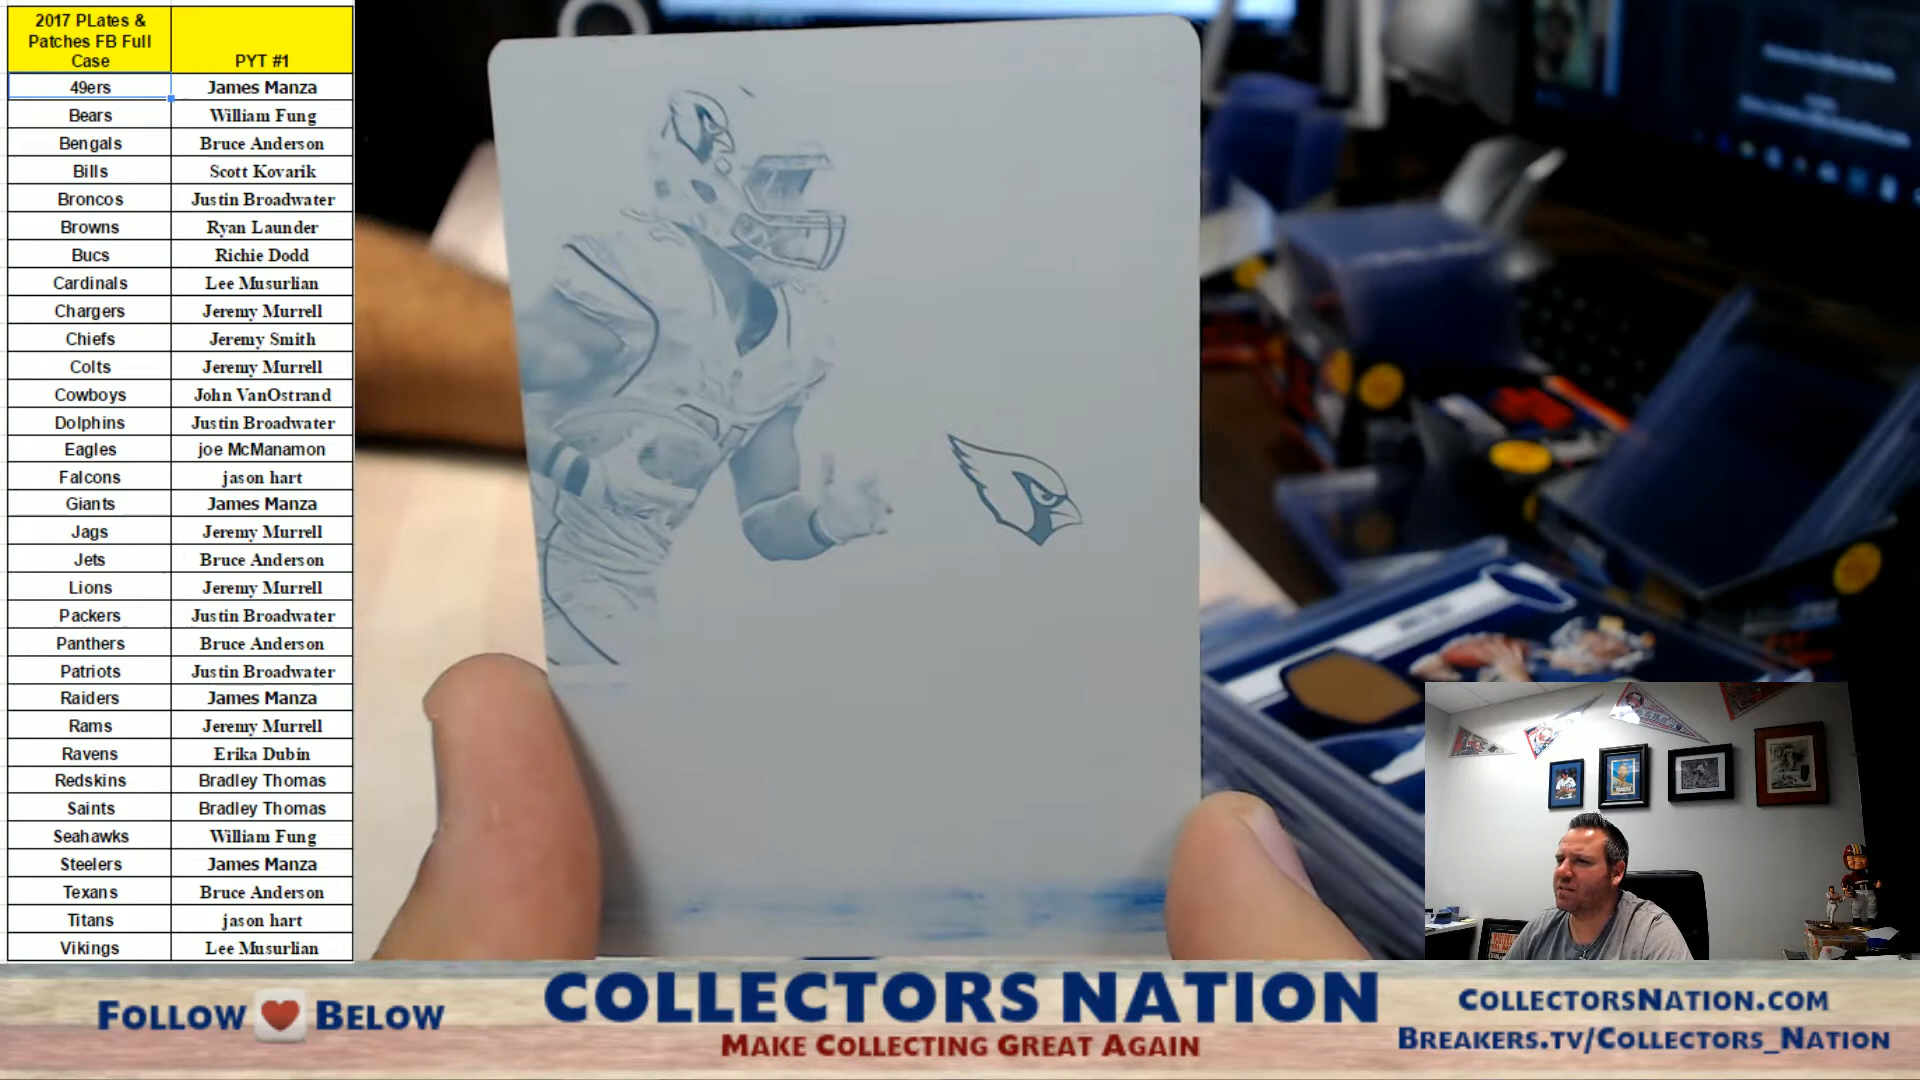 2017 PLates &
Patches FB Full
Case
PYT #1
49ers James Manza
Bears William Fung
Bengals Bruce Anderson
Bills Scott Kovarik
Broncos Justin Broadwater
Browns Ryan Launder
Bucs Richie Dodd
Cardinals Lee Musurlian
Chargers Jeremy Murrell
Chiefs Jeremy Smith
Colts Jeremy Murrell
Cowboys John VanOstrand
Dolphins Justin Broadwater
Eagles joe McManamon
Falcons jason hart
Giants James Manza
Jags Jeremy Murrell
Jets Bruce Anderson
Lions Jeremy Murrell
Packers Justin Broadwater
Panthers Bruce Anderson
Patriots Justin Broadwater
Raiders James Manza
Rams Jeremy Murrell
Ravens Erika Dubin
Redskins Bradley Thomas
Saints Bradley Thomas
Seahawks William Fung
Steelers James Manza
Texans Bruce Anderson
Titans jason hart
Vikings Lee Musurlian
FOLLOW BELOW
COLLECTORS NATION
MAKE COLLECTING GREAT AGAIN
COLLECTORSNATION.COM
BREAKERS.TV/COLLECTORS_NATION